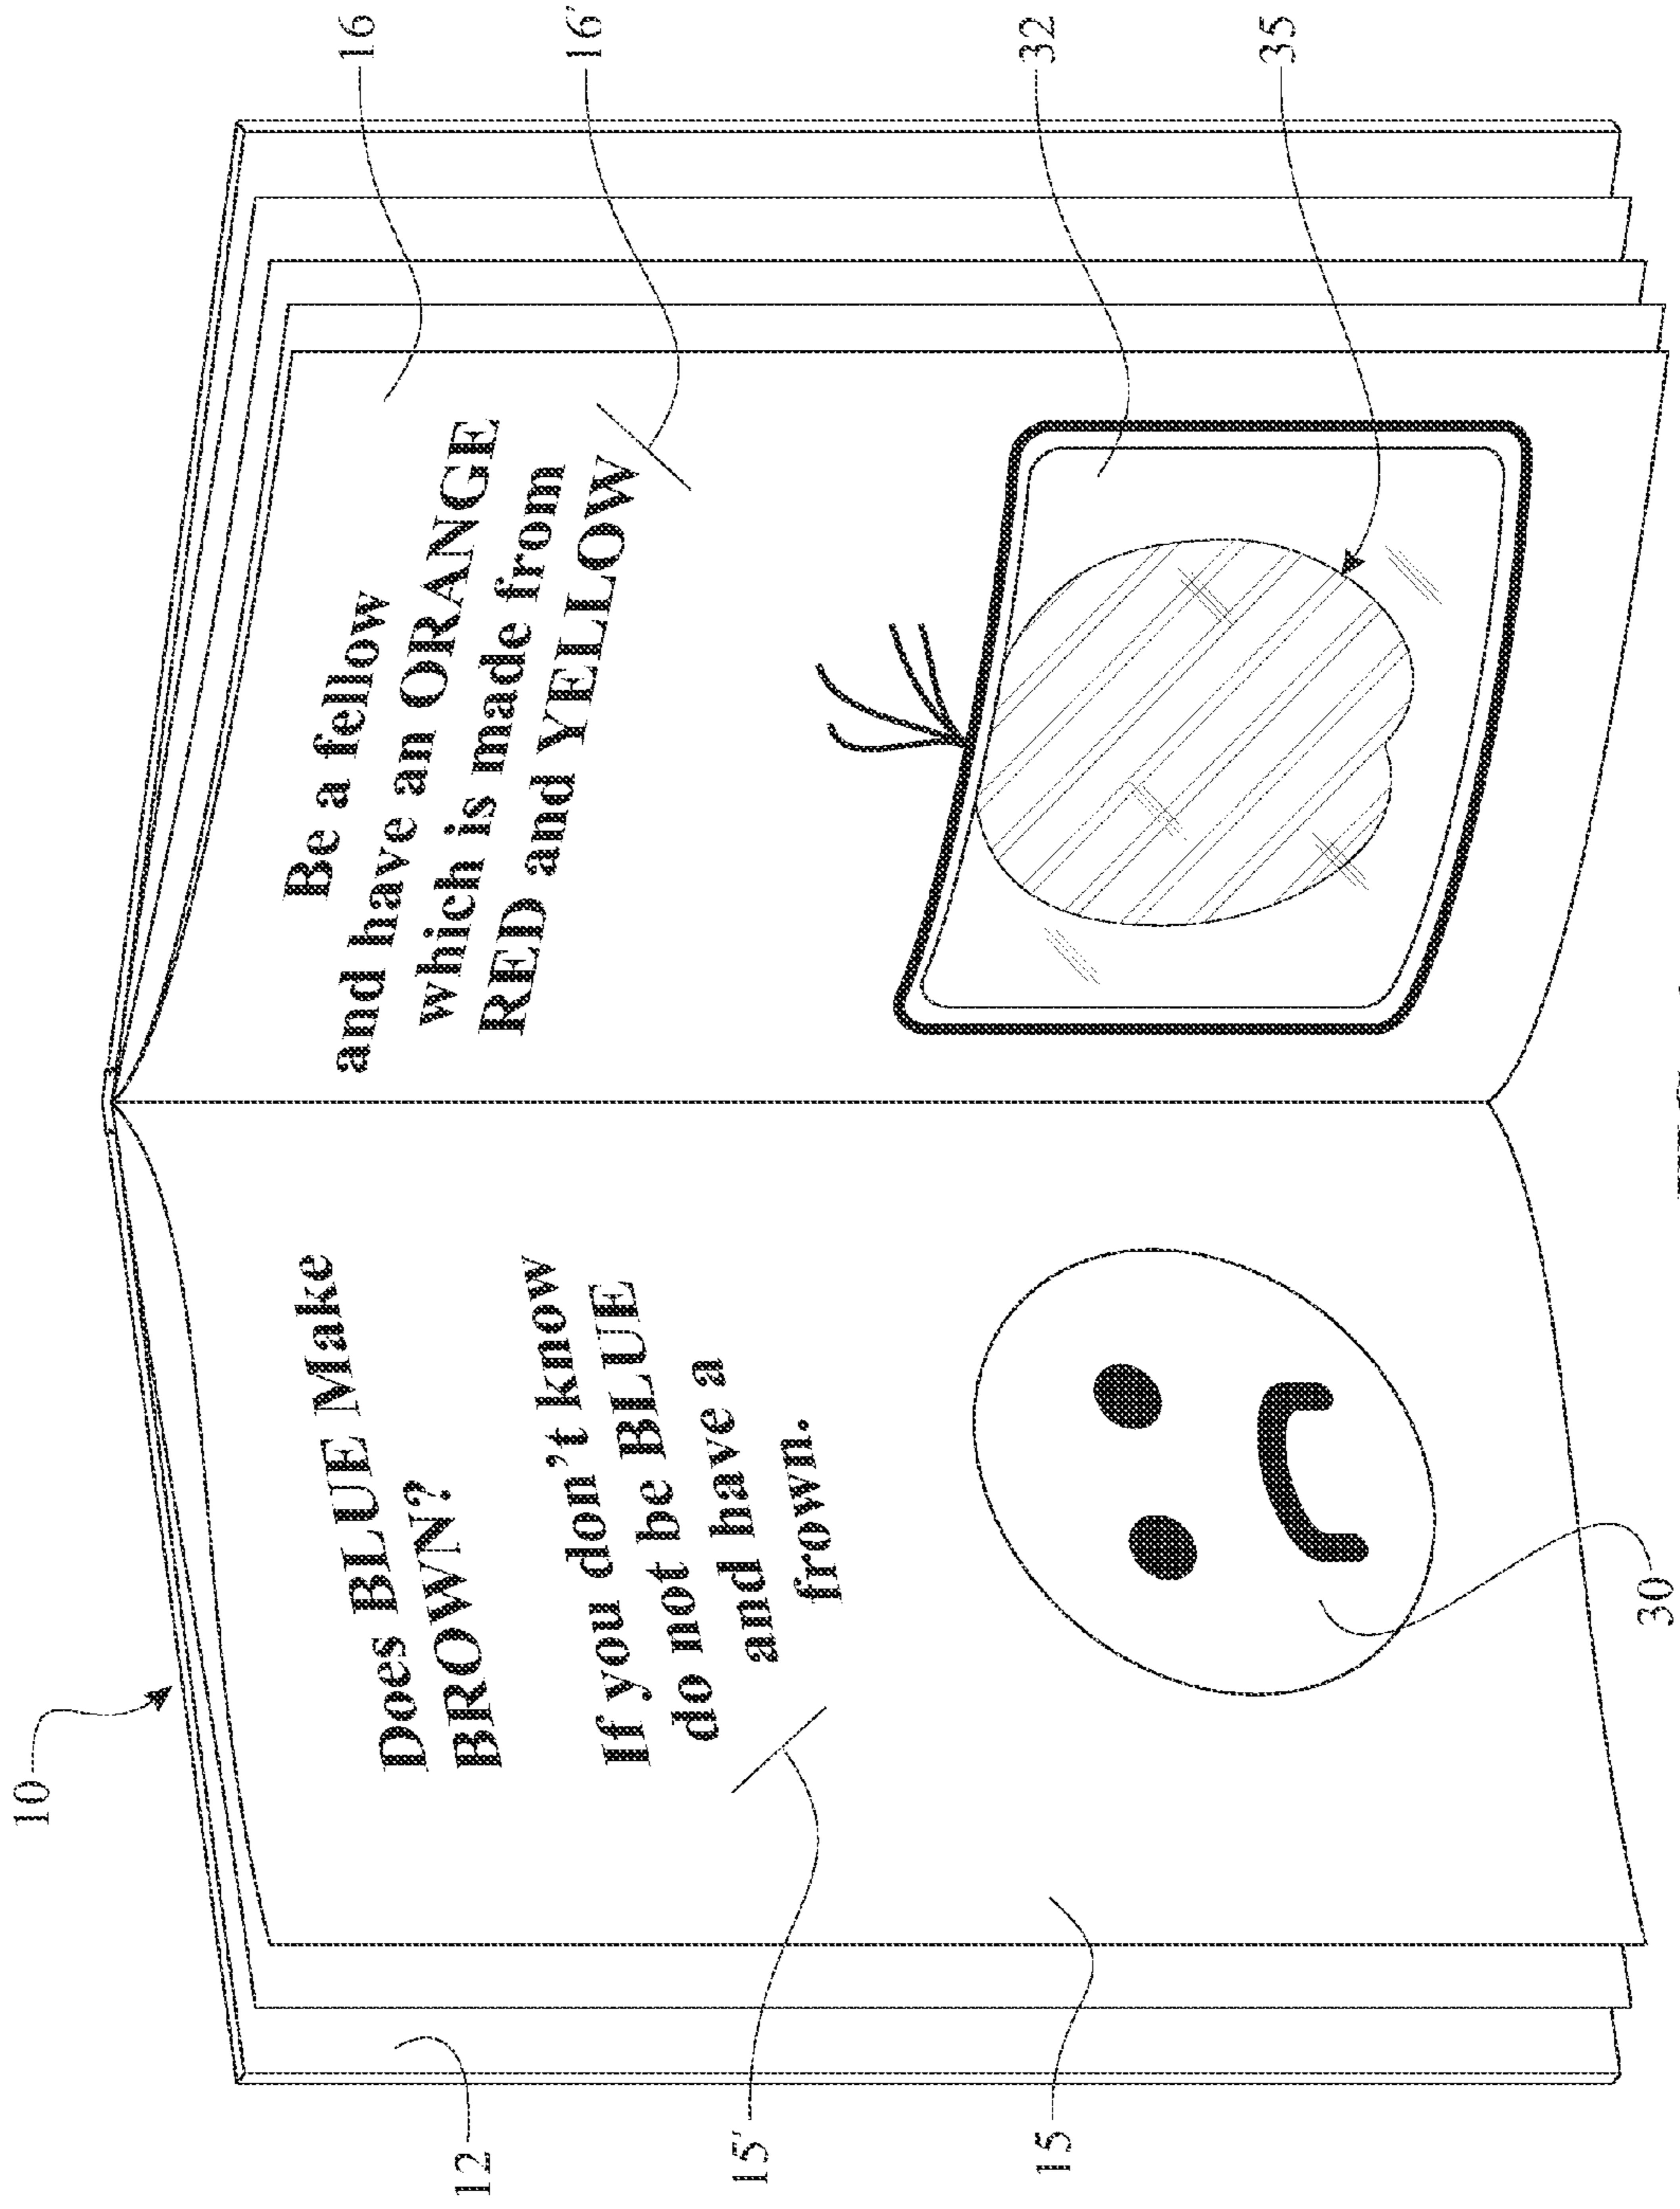 10
12
15'
15
30
Does BLUE Make
BROWN?
If you don't know
do not be BLUE
and have a
frown.
Be a fellow
and have an ORANGE
which is made from
RED and YELLOW
16
16'
32
35